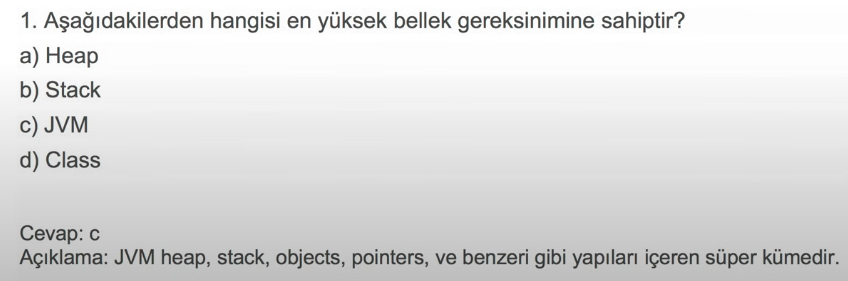 1. Aşağıdakilerden hangisi en yüksek bellek gereksinimine sahiptir?
a) Heap
b) Stack
c) JVM
d) Class
Cevap: c
Açıklama: JVM heap, stack, objects, pointers, ve benzeri gibi yapıları içeren süper kümedir.